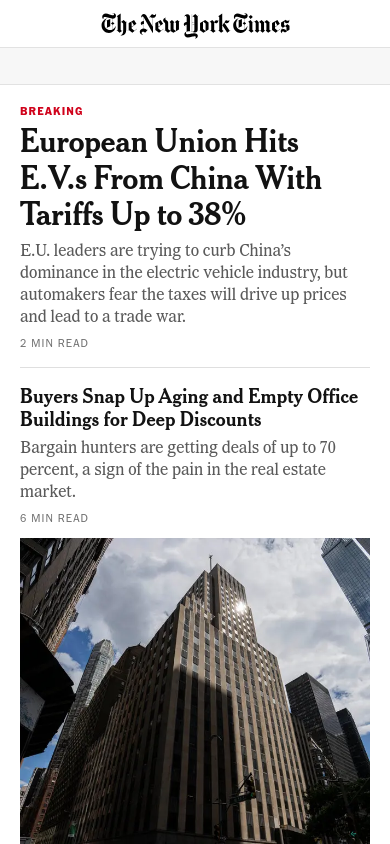 The New York Times
BREAKING
European Union Hits
E.V.s From China With
Tariffs Up to 38%
E.U. leaders are trying to curb China’s
dominance in the electric vehicle industry, but
automakers fear the taxes will drive up prices
and lead to a trade war.
2 MIN READ
Buyers Snap Up Aging and Empty Office
Buildings for Deep Discounts
Bargain hunters are getting deals of up to 70
percent, a sign of the pain in the real estate
market.
6 MIN READ